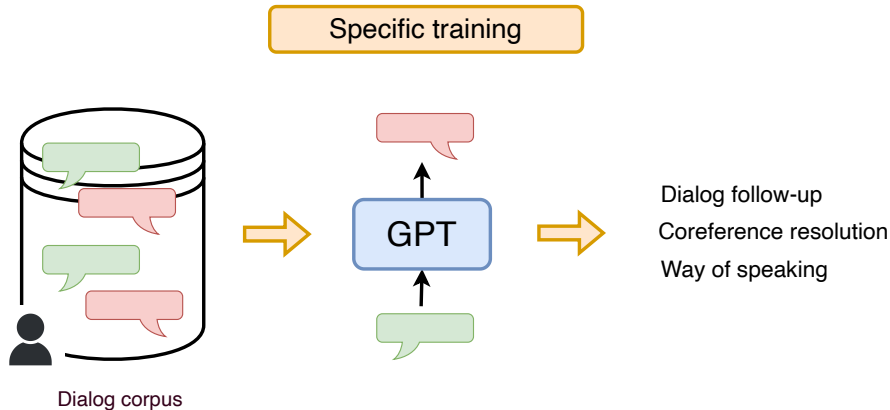 Specific training
GPT
Dialog follow-up
Coreference resolution
Way of speaking
Dialog corpus